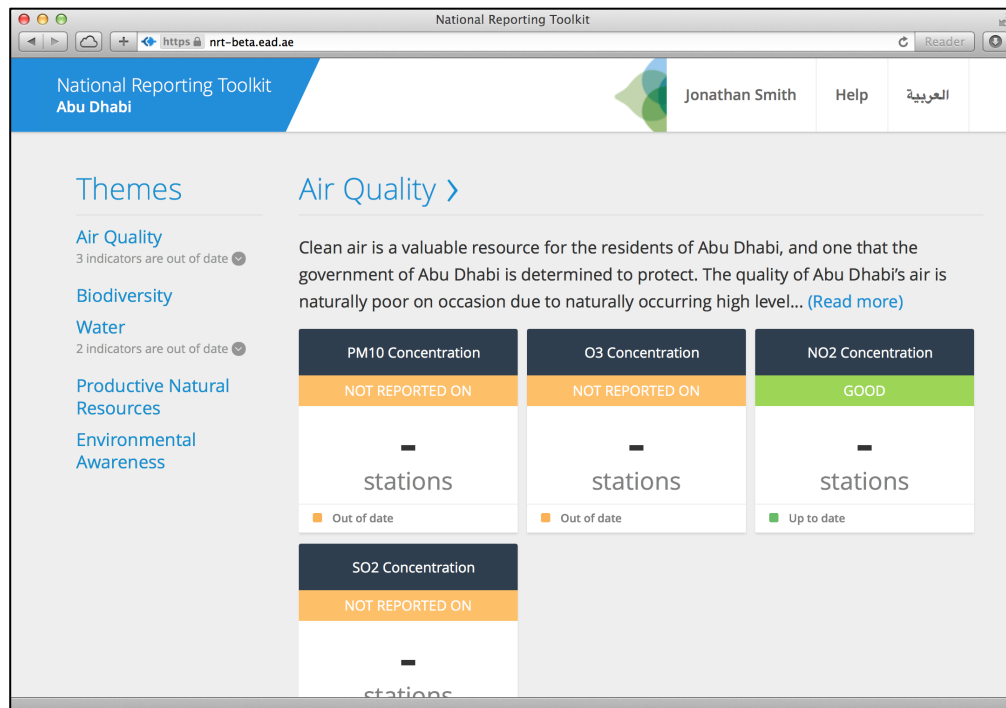 National Reporting Toolkit
https nrt-beta.ead.ae
Reader
National Reporting Toolkit
Abu Dhabi
Jonathan Smith
Help
العربية
Themes
Air Quality
3 indicators are out of date
Biodiversity
Water
2 indicators are out of date
Productive Natural
Resources
Environmental
Awareness
Air Quality >
Clean air is a valuable resource for the residents of Abu Dhabi, and one that the
government of Abu Dhabi is determined to protect. The quality of Abu Dhabi's air is
naturally poor on occasion due to naturally occurring high level... (Read more)
PM10 Concentration
NOT REPORTED ON
-
stations
Out of date
O3 Concentration
NOT REPORTED ON
-
stations
Out of date
NO2 Concentration
GOOD
-
stations
Up to date
SO2 Concentration
NOT REPORTED ON
-
stations